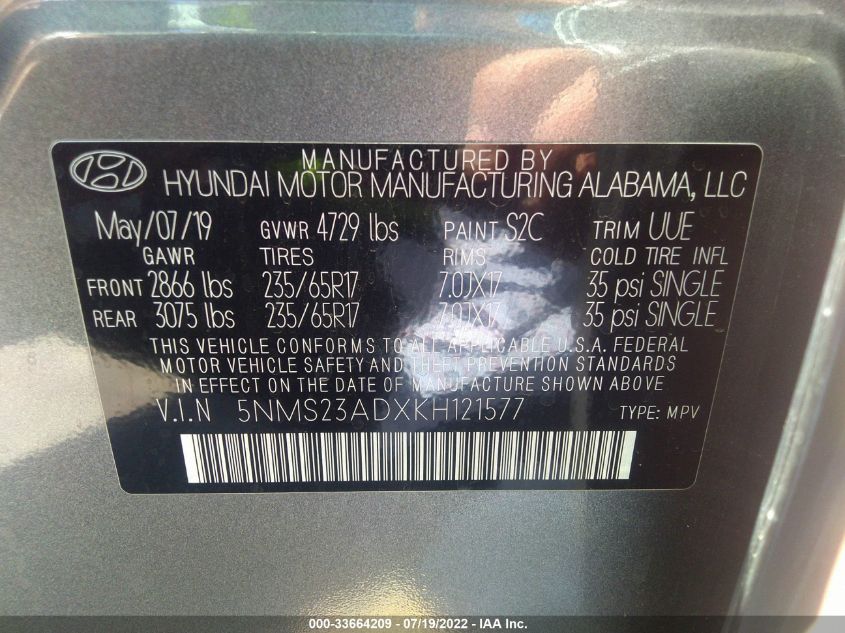 MANUFACTURED BY
HYUNDAI MOTOR MANUFACTURING ALABAMA, LLC
May/07/19 GVWR 4729 lbs PAINT S2C TRIM UUE
GAWR TIRES RIMS COLD TIRE INFL
FRONT 2866 lbs 235/65R17 7.0JX17 35 psi SINGLE
REAR 3075 lbs 235/65R17 7.0JX17 35 psi SINGLE
THIS VEHICLE CONFORMS TO ALL APPLICABLE U.S.A. FEDERAL
MOTOR VEHICLE SAFETY AND THEFT PREVENTION STANDARDS
IN EFFECT ON THE DATE OF MANUFACTURE SHOWN ABOVE
V.I.N 5NMS23ADXKH121577 TYPE: MPV
000-33664209 - 07/19/2022 - IAA Inc.